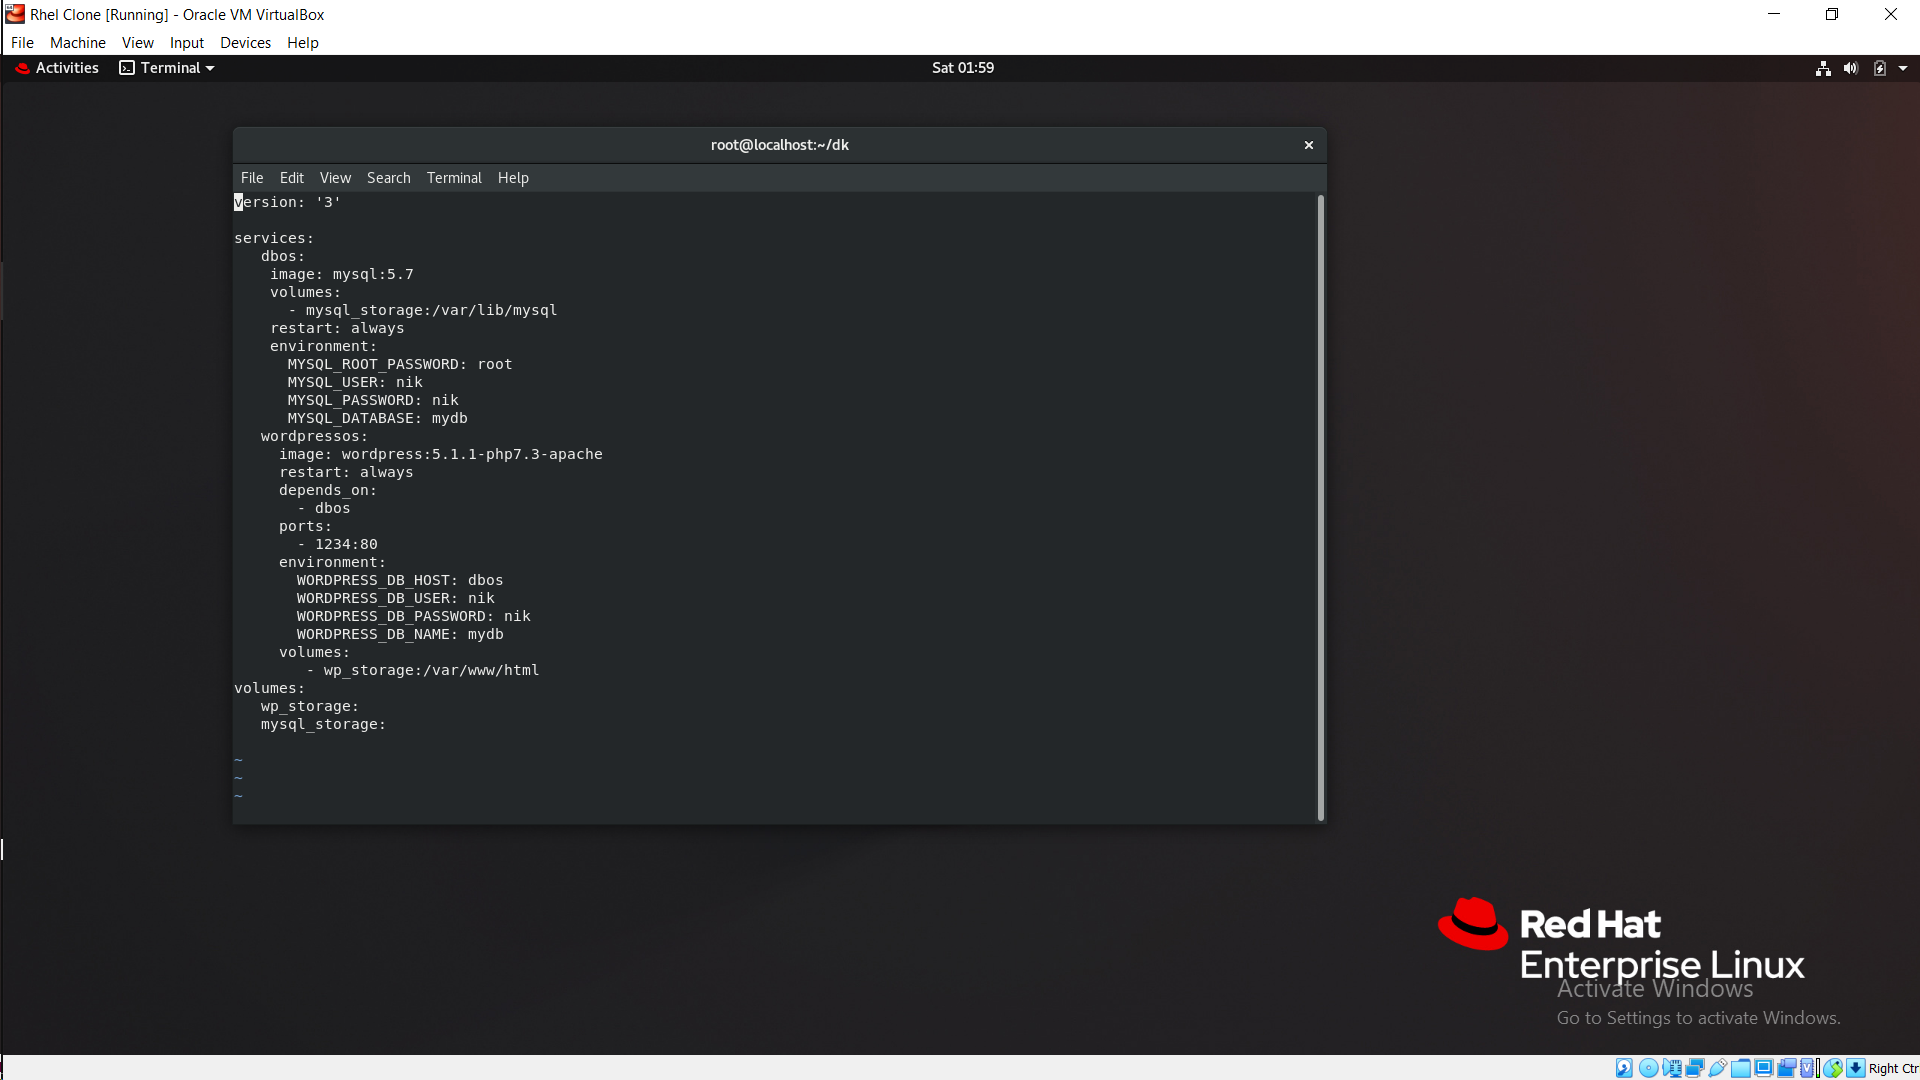 Rhel Clone [Running] - Oracle VM VirtualBox
File Machine View Input Devices Help
Activities Terminal Sat 01:59
root@localhost:~/dk
File Edit View Search Terminal Help
version: '3'
services:
   dbos:
    image: mysql:5.7
    volumes:
      - mysql_storage:/var/lib/mysql
    restart: always
    environment:
      MYSQL_ROOT_PASSWORD: root
      MYSQL_USER: nik
      MYSQL_PASSWORD: nik
      MYSQL_DATABASE: mydb
   wordpressos:
     image: wordpress:5.1.1-php7.3-apache
     restart: always
     depends_on:
       - dbos
     ports:
       - 1234:80
     environment:
       WORDPRESS_DB_HOST: dbos
       WORDPRESS_DB_USER: nik
       WORDPRESS_DB_PASSWORD: nik
       WORDPRESS_DB_NAME: mydb
     volumes:
        - wp_storage:/var/www/html
volumes:
   wp_storage:
   mysql_storage:
~
~
~
Red Hat
Enterprise Linux
Activate Windows
Go to Settings to activate Windows.
Right Ctr